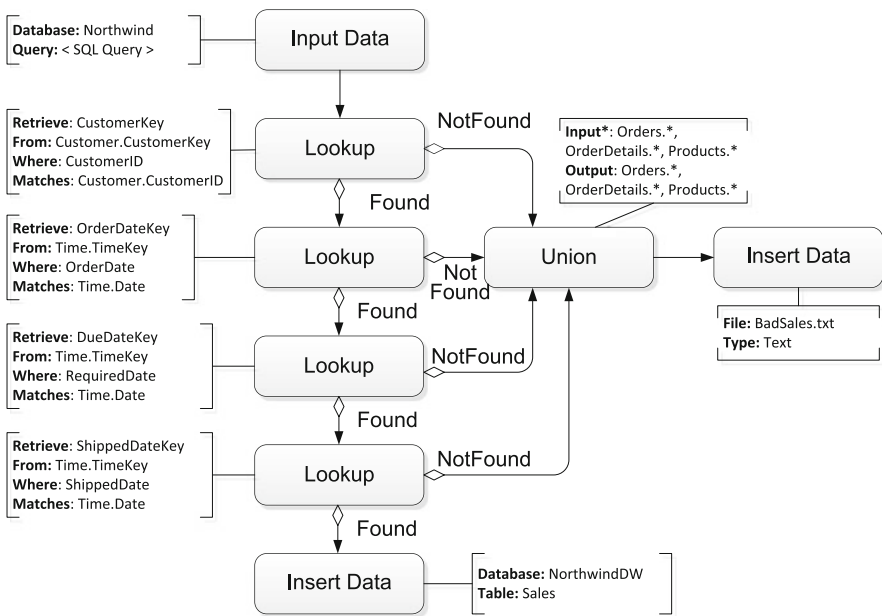 Database: Northwind
Query: < SQL Query >
Input Data
Retrieve: CustomerKey
From: Customer.CustomerKey
Where: CustomerID
Matches: Customer.CustomerID
Lookup
NotFound
Found
Input*: Orders.*,
OrderDetails.*, Products.*
Output: Orders.*,
OrderDetails.*, Products.*
Retrieve: OrderDateKey
From: Time.TimeKey
Where: OrderDate
Matches: Time.Date
Lookup
Not
Found
Found
Union
Insert Data
File: BadSales.txt
Type: Text
Retrieve: DueDateKey
From: Time.TimeKey
Where: RequiredDate
Matches: Time.Date
Lookup
NotFound
Found
Retrieve: ShippedDateKey
From: Time.TimeKey
Where: ShippedDate
Matches: Time.Date
Lookup
NotFound
Found
Insert Data
Database: NorthwindDW
Table: Sales